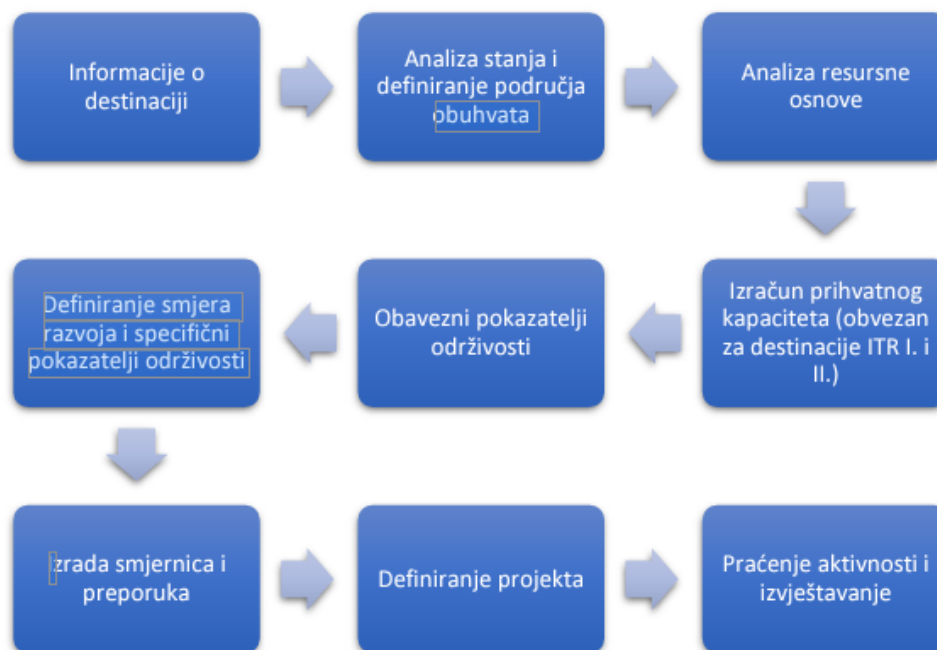 Informacije o
destinaciji
Analiza stanja i
definiranje područja
obuhvata
Analiza resursne
osnove
Izračun prihvatnog
kapaciteta (obvezan
za destinacije ITR I. i
II.)
Obavezni pokazatelji
održivosti
Definiranje smjera
razvoja i specifični
pokazatelji održivosti
Izrada smjernica i
preporuka
Definiranje projekta
Praćenje aktivnosti i
izvještavanje